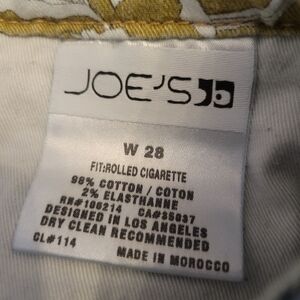 JOE'S
W 28
FIT:ROLLED CIGARETTE
98% COTTON / COTON
2% ELASTHANNE
RN#106214 CA#35037
DESIGNED IN LOS ANGELES
DRY CLEAN RECOMMENDED
CL#114
MADE IN MOROCCO